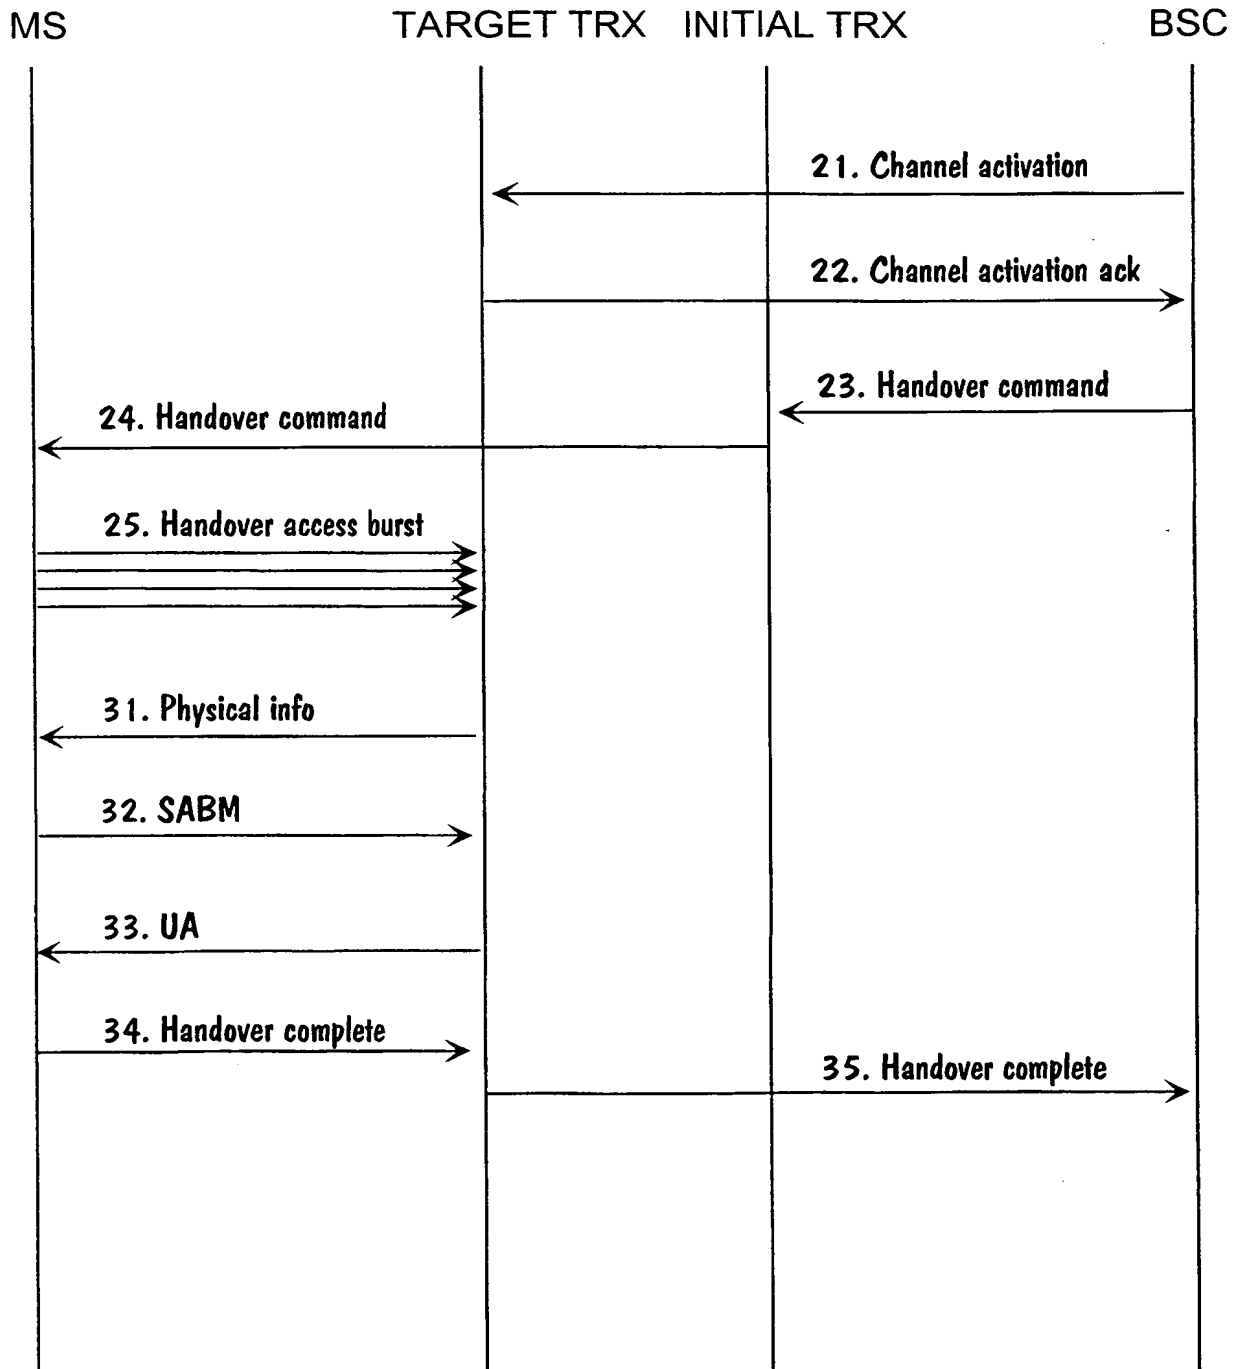 MS TARGET TRX INITIAL TRX BSC
21. Channel activation
22. Channel activation ack
23. Handover command
24. Handover command
25. Handover access burst
31. Physical info
32. SABM
33. UA
34. Handover complete
35. Handover complete